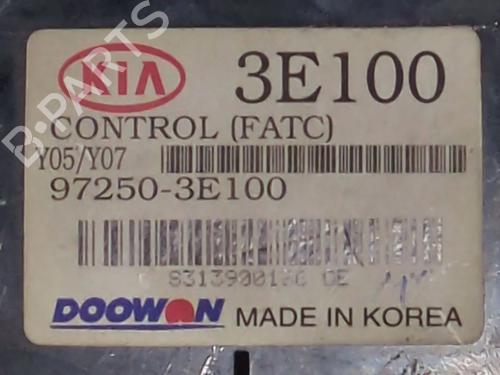 KIA
3E100
CONTROL (FATC)
Y05/Y07
97250-3E100
DOOWON
MADE IN KOREA
B-PARTS